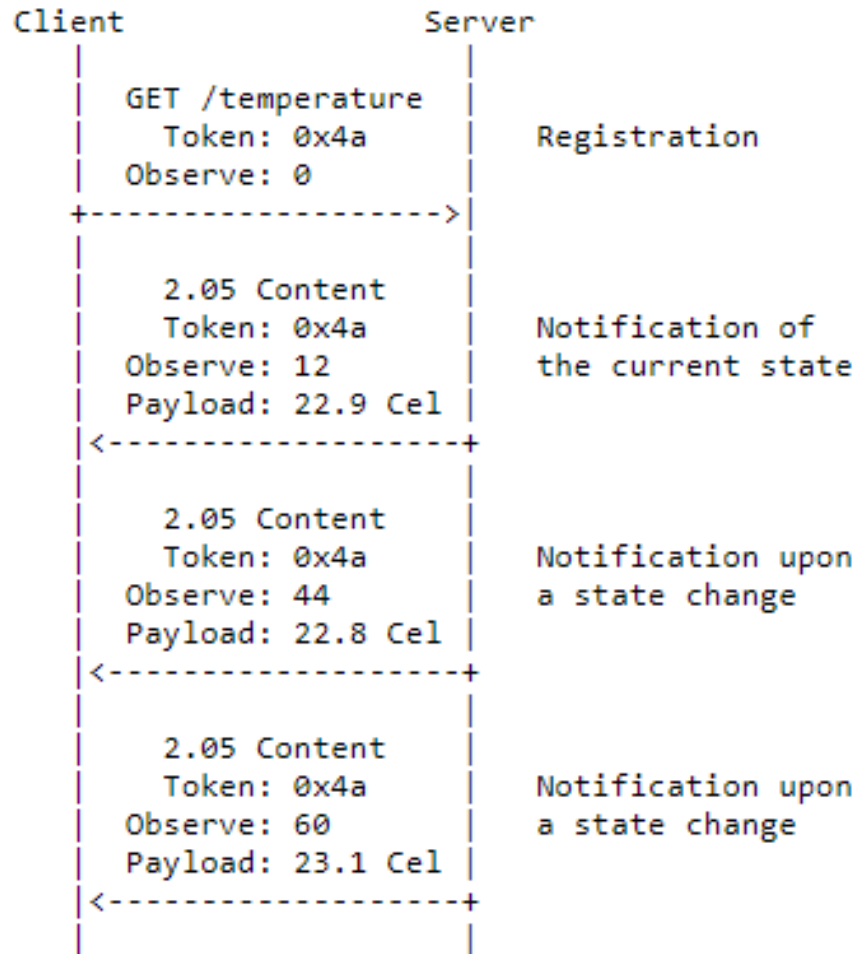 Client                Server
   |                    |
   |  GET /temperature  |
   |    Token: 0x4a     |   Registration
   |  Observe: 0        |
   +------------------->|
   |                    |
   |    2.05 Content    |
   |    Token: 0x4a     |   Notification of
   |  Observe: 12       |   the current state
   |  Payload: 22.9 Cel |
   |<-------------------+
   |                    |
   |    2.05 Content    |
   |    Token: 0x4a     |   Notification upon
   |  Observe: 44       |   a state change
   |  Payload: 22.8 Cel |
   |<-------------------+
   |                    |
   |    2.05 Content    |
   |    Token: 0x4a     |   Notification upon
   |  Observe: 60       |   a state change
   |  Payload: 23.1 Cel |
   |<-------------------+
   |                    |